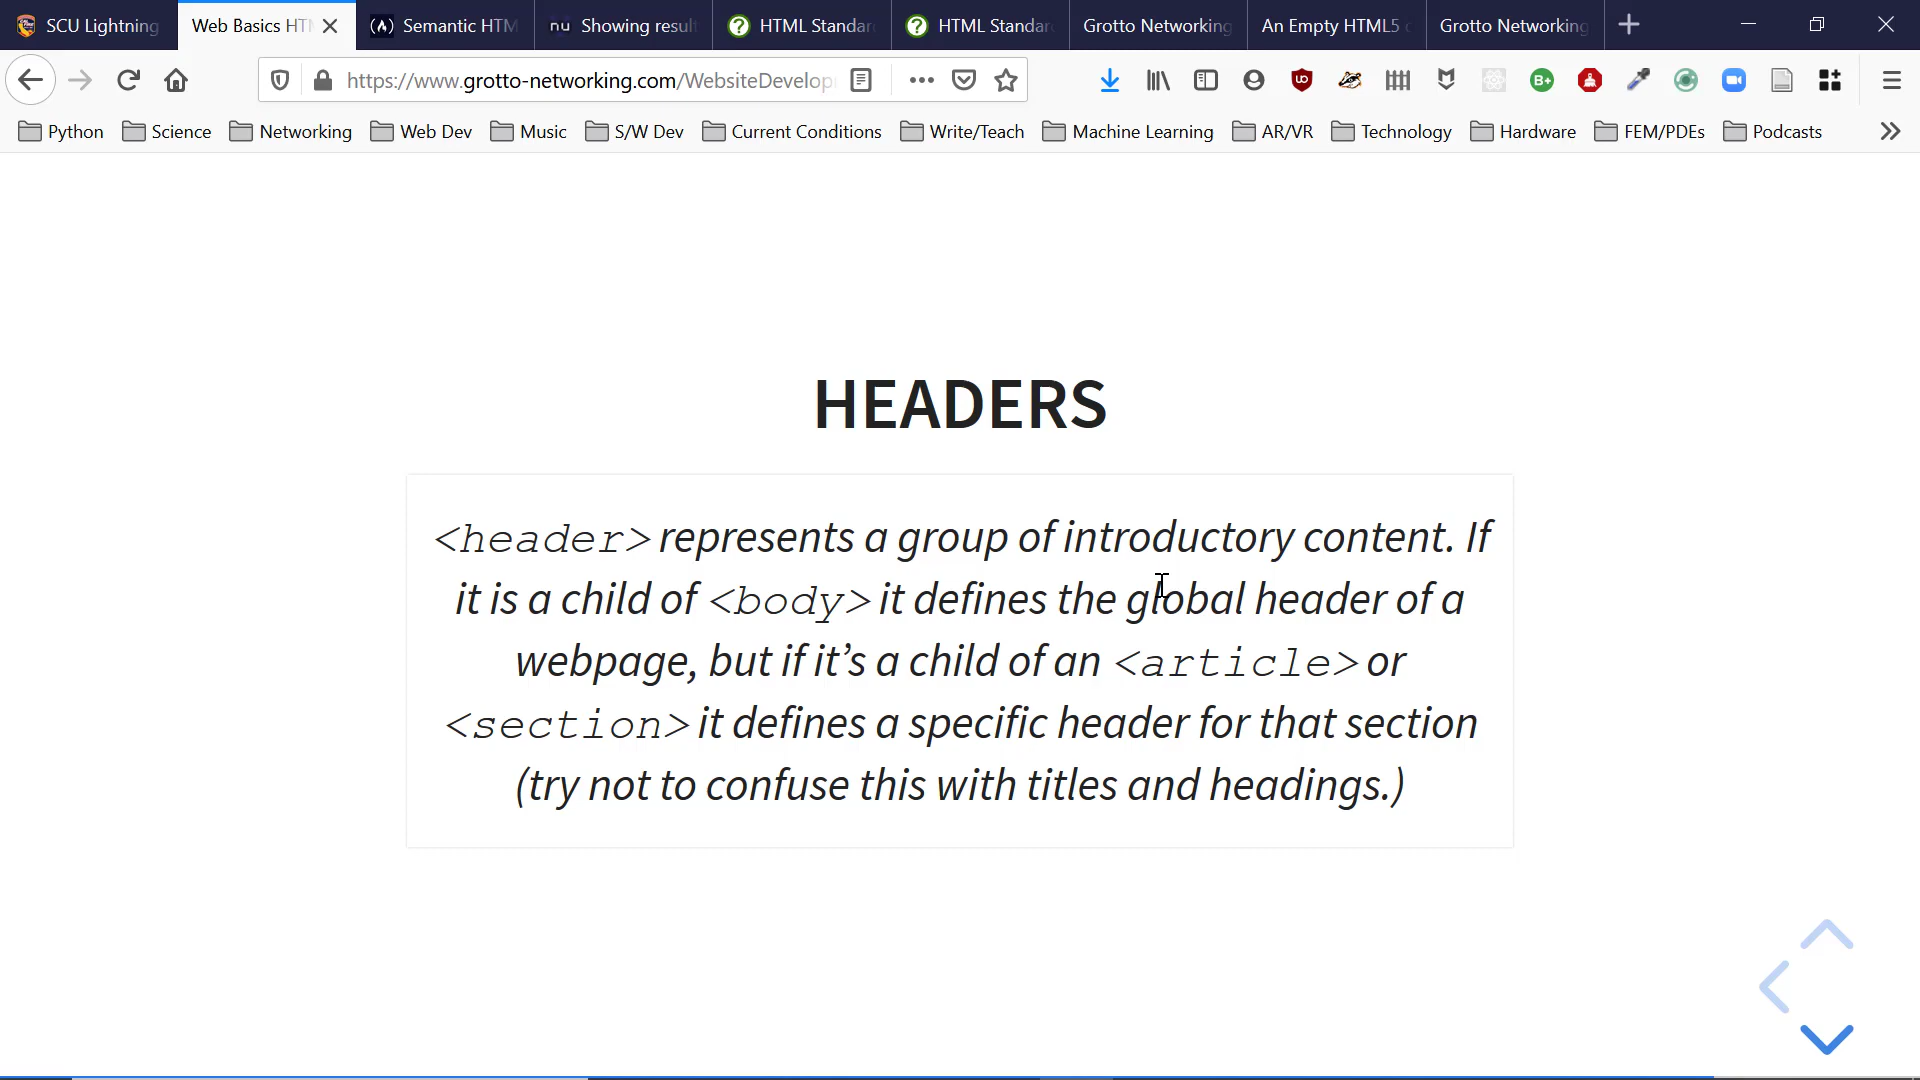 SCU Lightning
Web Basics HT
Semantic HTM
nu Showing resul
HTML Standar
HTML Standar
Grotto Networking
An Empty HTML5
Grotto Networking
https://www.grotto-networking.com/WebsiteDevelop
Python Science Networking Web Dev Music S/W Dev Current Conditions Write/Teach Machine Learning AR/VR Technology Hardware FEM/PDEs Podcasts
HEADERS
<header> represents a group of introductory content. If
it is a child of <body> it defines the global header of a
webpage, but if it’s a child of an <article> or
<section> it defines a specific header for that section
(try not to confuse this with titles and headings.)